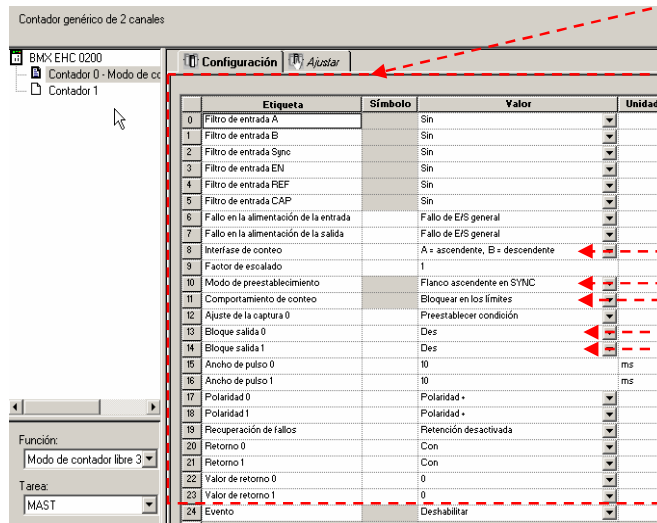 Contador genérico de 2 canales
BMX EHC 0200
Contador 0 - Modo de co
Contador 1
Configuración
Ajustar
Etiqueta Símbolo Valor Unidad
0 Filtro de entrada A Sin
1 Filtro de entrada B Sin
2 Filtro de entrada Sync Sin
3 Filtro de entrada EN Sin
4 Filtro de entrada REF Sin
5 Filtro de entrada CAP Sin
6 Fallo en la alimentación de la entrada Fallo de E/S general
7 Fallo en la alimentación de la salida Fallo de E/S general
8 Interfase de conteo A = ascendente, B = descendente
9 Factor de escalado 1
10 Modo de preestablecimiento Flanco ascendente en SYNC
11 Comportamiento de conteo Bloquear en los límites
12 Ajuste de la captura 0 Preestablecer condición
13 Bloque salida 0 Des
14 Bloque salida 1 Des
15 Ancho de pulso 0 10 ms
16 Ancho de pulso 1 10 ms
17 Polaridad 0 Polaridad +
18 Polaridad 1 Polaridad +
19 Recuperación de fallos Retención desactivada
20 Retorno 0 Con
21 Retorno 1 Con
22 Valor de retorno 0 0
23 Valor de retorno 1 0
24 Evento Deshabilitar
Función:
Modo de contador libre 3
Tarea:
MAST